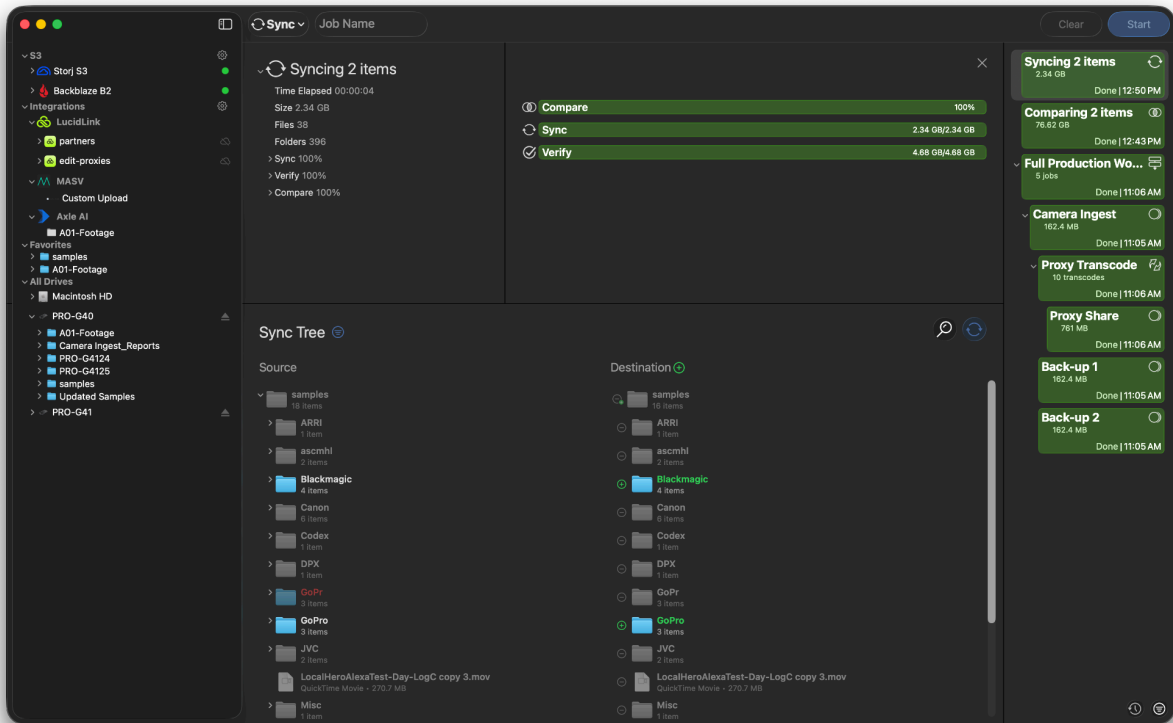 Sync
Job Name
Clear
Start
S3
Storj S3
Backblaze B2
Integrations
LucidLink
partners
edit-proxies
MASV
Custom Upload
Axle AI
A01-Footage
Favorites
samples
A01-Footage
All Drives
Macintosh HD
PRO-G40
A01-Footage
Camera Ingest_Reports
PRO-G4124
PRO-G4125
samples
Updated Samples
PRO-G41
Syncing 2 items
Time Elapsed 00:00:04
Size 2.34 GB
Files 38
Folders 396
Sync 100%
Verify 100%
Compare 100%
Compare 100%
Sync 2.34 GB/2.34 GB
Verify 4.68 GB/4.68 GB
Sync Tree
Source
samples
18 items
ARRI
1 item
ascmhl
2 items
Blackmagic
4 items
Canon
6 items
Codex
1 item
DPX
1 item
GoPr
3 items
GoPro
3 items
JVC
2 items
LocalHeroAlexaTest-Day-LogC copy 3.mov
QuickTime Movie • 270.7 MB
Misc
1 item
Destination
samples
16 items
ARRI
1 item
ascmhl
2 items
Blackmagic
4 items
Canon
6 items
Codex
1 item
DPX
1 item
GoPr
3 items
GoPro
3 items
JVC
2 items
LocalHeroAlexaTest-Day-LogC copy 3.mov
QuickTime Movie • 270.7 MB
Misc
1 item
Syncing 2 items
2.34 GB
Done | 12:50 PM
Comparing 2 items
76.62 GB
Done | 12:43 PM
Full Production Wo...
5 jobs
Done | 11:06 AM
Camera Ingest
162.4 MB
Done | 11:05 AM
Proxy Transcode
10 transcodes
Done | 11:06 AM
Proxy Share
761 MB
Done | 11:06 AM
Back-up 1
162.4 MB
Done | 11:05 AM
Back-up 2
162.4 MB
Done | 11:05 AM